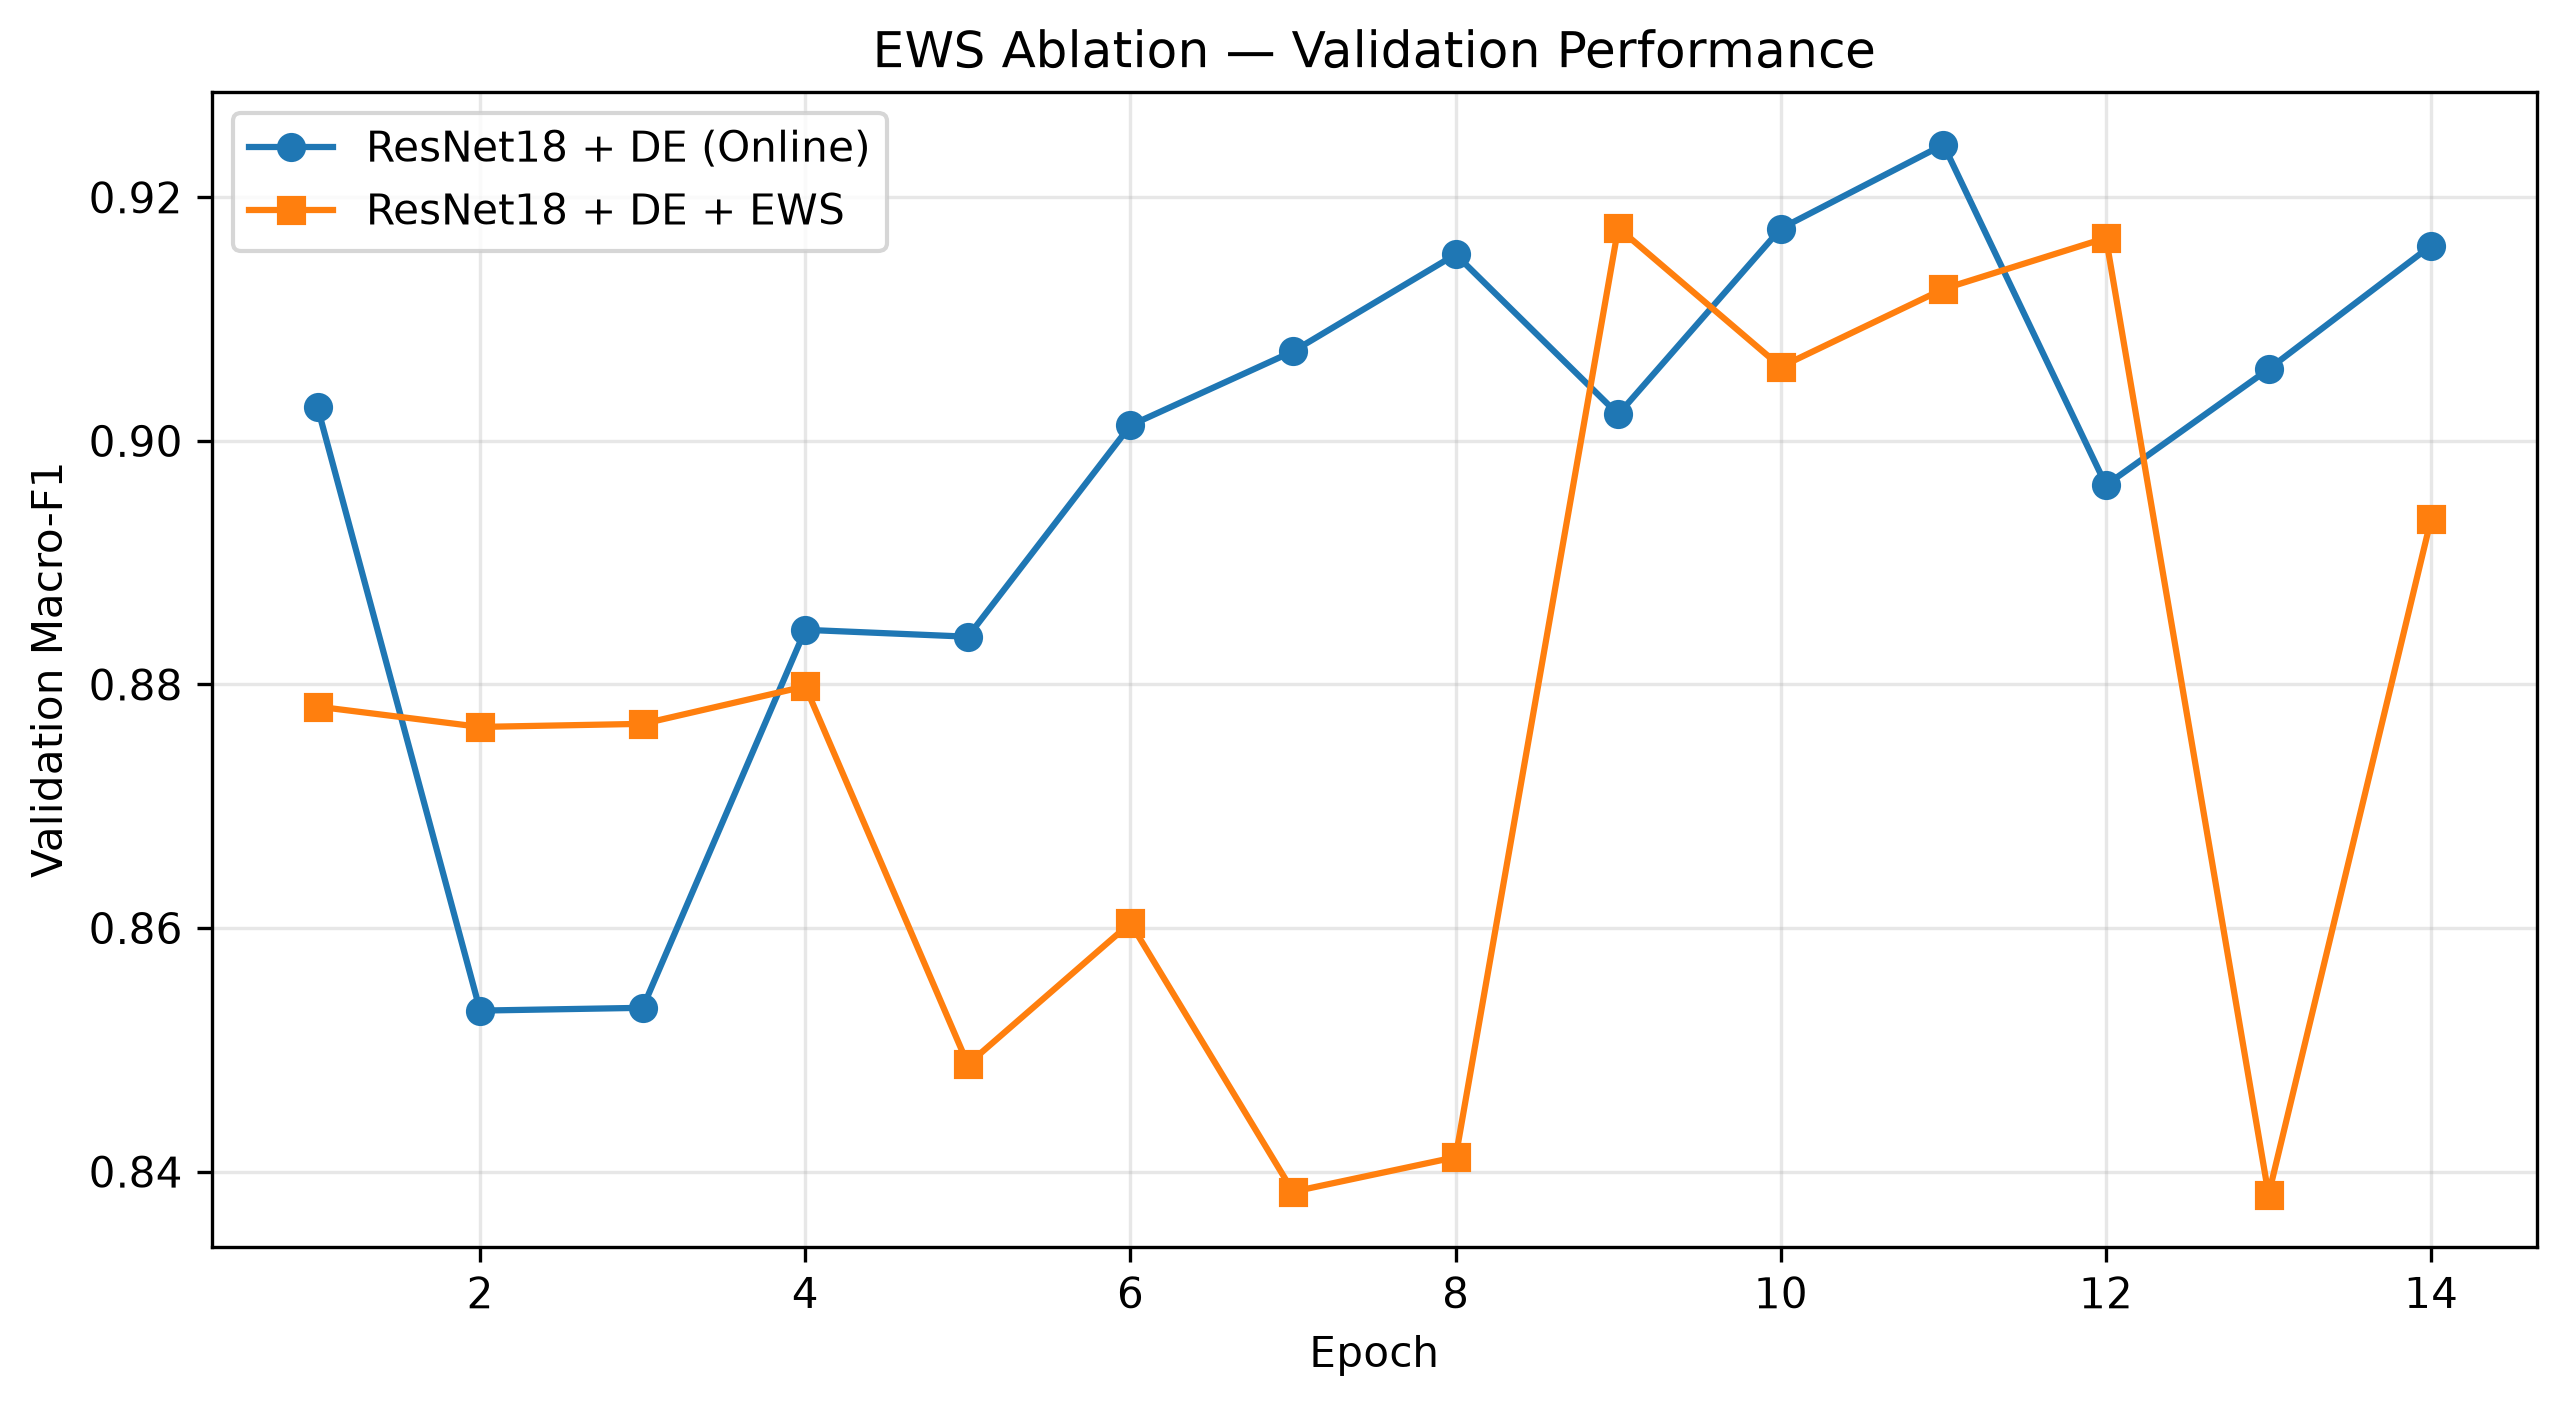 EWS Ablation — Validation Performance
ResNet18 + DE (Online)
ResNet18 + DE + EWS
Validation Macro-F1
0.92
0.90
0.88
0.86
0.84
2 4 6 8 10 12 14
Epoch